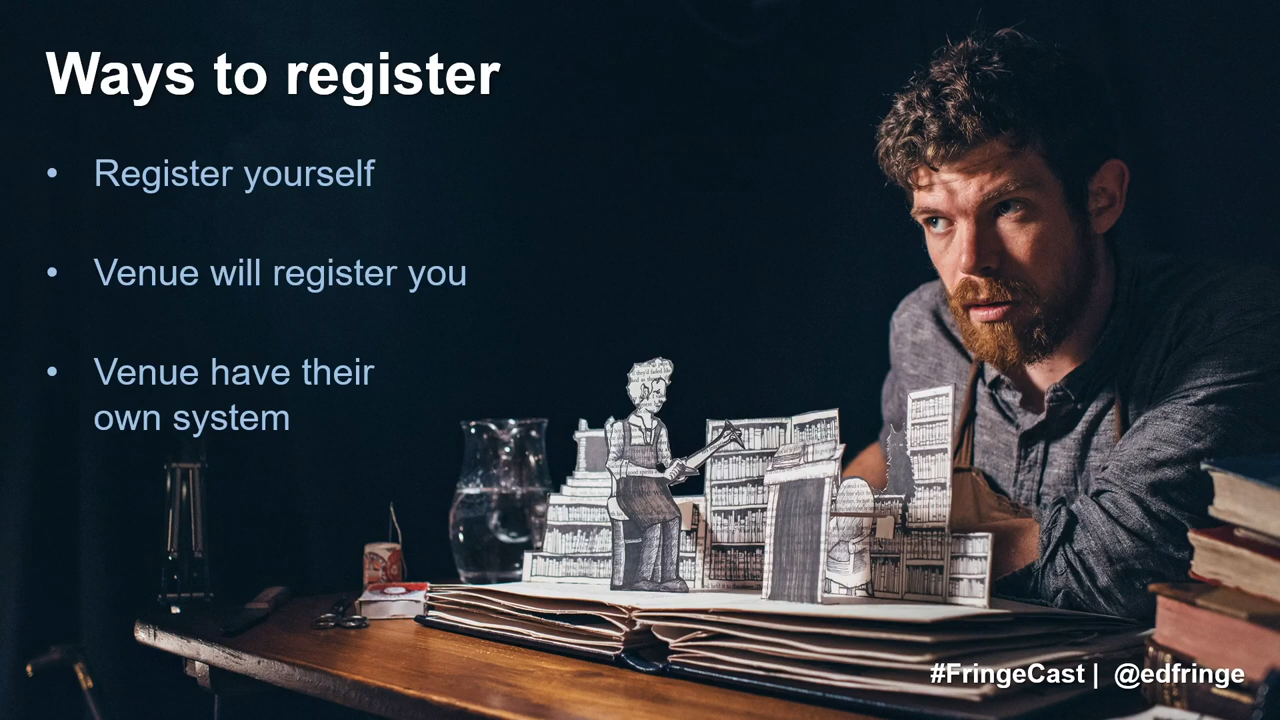 Ways to register
• Register yourself
• Venue will register you
• Venue have their
own system
#FringeCast | @edfringe